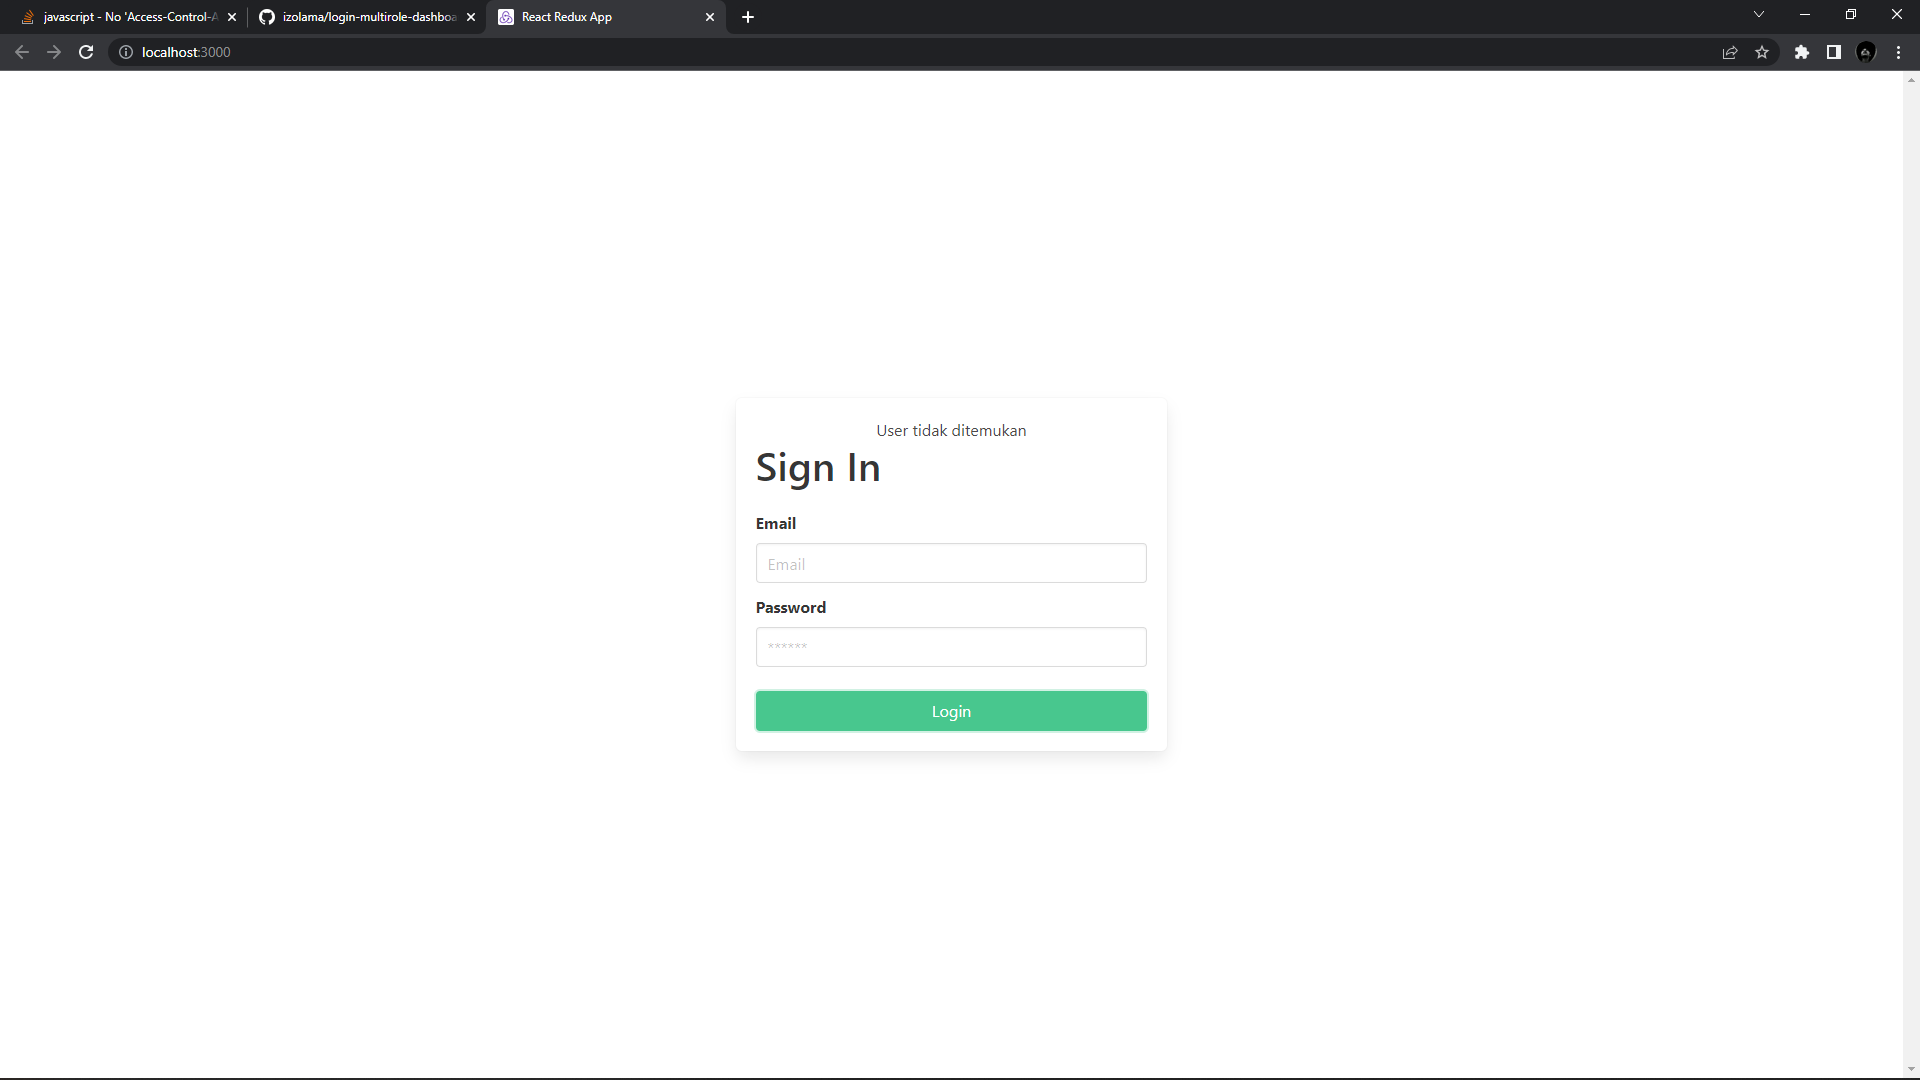 javascript - No 'Access-Control-A
izolama/login-multirole-dashboa
React Redux App
localhost:3000
User tidak ditemukan
Sign In
Email
Email
Password
******
Login